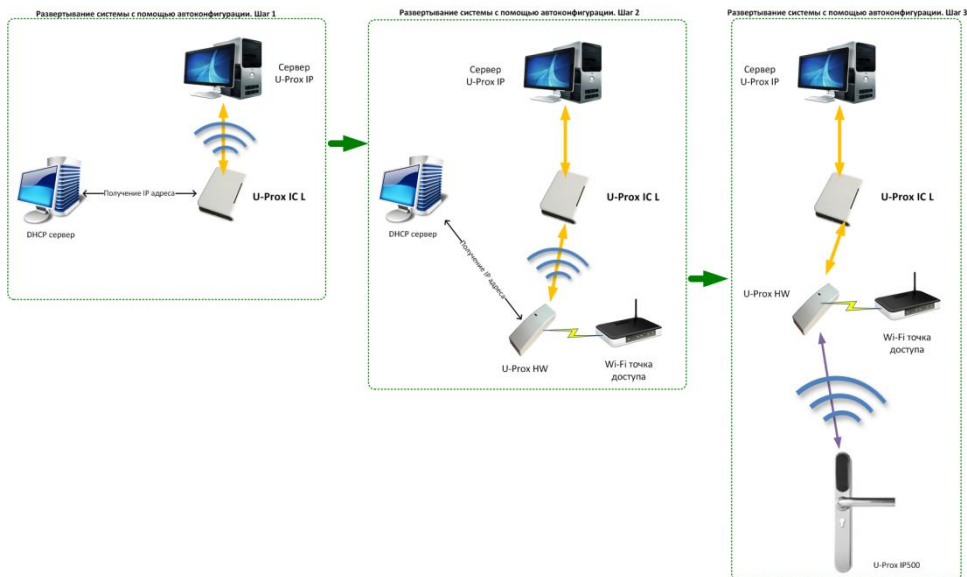 Развертывание системы с помощью автоконфигурации. Шаг 1
Сервер
U-Prox IP
Получение IP адреса
DHCP сервер
U-Prox IC L
Развертывание системы с помощью автоконфигурации. Шаг 2
Сервер
U-Prox IP
U-Prox IC L
DHCP сервер
Получение IP адреса
U-Prox HW
Wi-Fi точка
доступа
Развертывание системы с помощью автоконфигурации. Шаг 3
Сервер
U-Prox IP
U-Prox IC L
U-Prox HW
Wi-Fi точка
доступа
U-Prox IP500